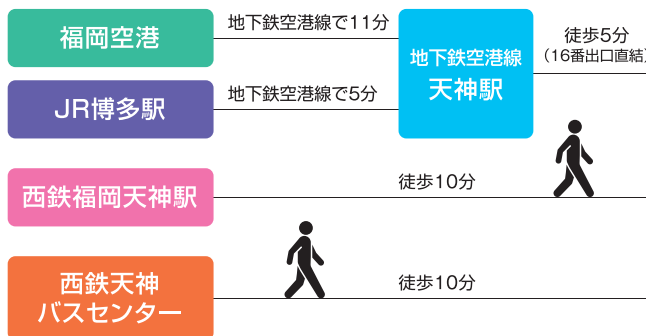 福岡空港
地下鉄空港線で11分
JR博多駅
地下鉄空港線で5分
地下鉄空港線
天神駅
徒歩5分
（16番出口直結）
西鉄福岡天神駅
徒歩10分
西鉄天神
バスセンター
徒歩10分